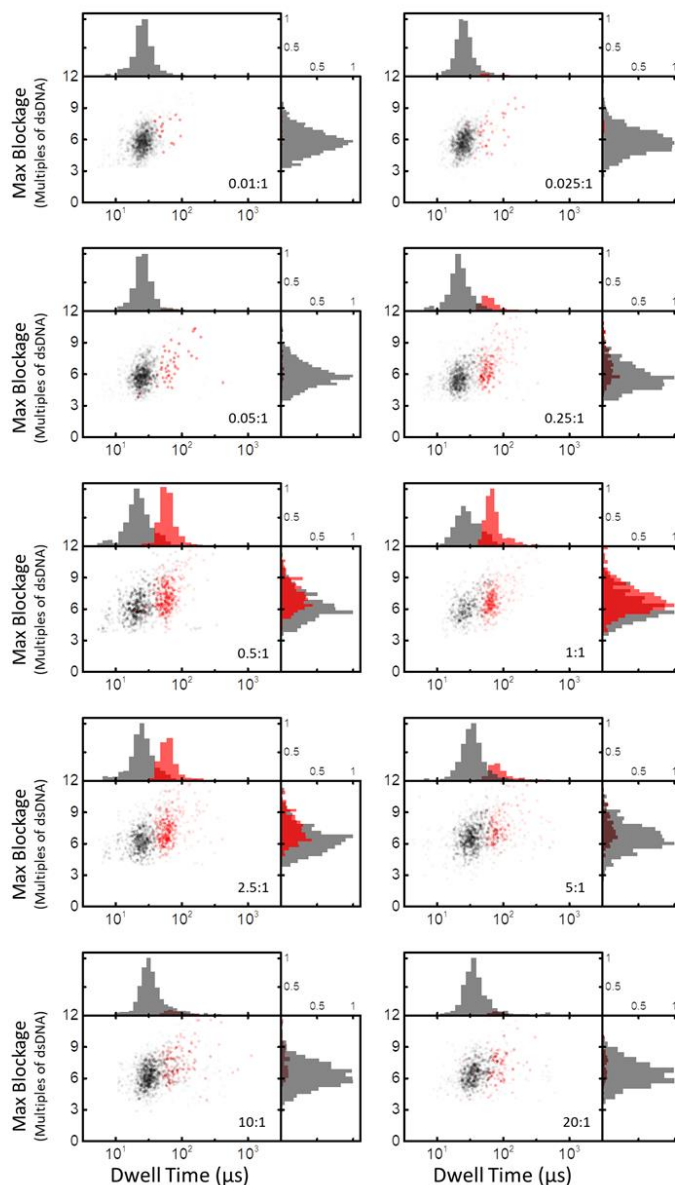 1 1
0.5 0.5
0.5 1 0.5 1
12 12
Max Blockage
(Multiples of dsDNA)
9 9
6 6
3 3
0.01:1 0.025:1
0 0
10¹ 10² 10³ 10¹ 10² 10³
1 1
0.5 0.5
0.5 1 0.5 1
12 12
Max Blockage
(Multiples of dsDNA)
9 9
6 6
3 3
0.05:1 0.25:1
0 0
10¹ 10² 10³ 10¹ 10² 10³
1 1
0.5 0.5
0.5 1 0.5 1
12 12
Max Blockage
(Multiples of dsDNA)
9 9
6 6
3 3
0.5:1 1:1
0 0
10¹ 10² 10³ 10¹ 10² 10³
1 1
0.5 0.5
0.5 1 0.5 1
12 12
Max Blockage
(Multiples of dsDNA)
9 9
6 6
3 3
2.5:1 5:1
0 0
10¹ 10² 10³ 10¹ 10² 10³
1 1
0.5 0.5
0.5 1 0.5 1
12 12
Max Blockage
(Multiples of dsDNA)
9 9
6 6
3 3
10:1 20:1
0 0
10¹ 10² 10³ 10¹ 10² 10³
Dwell Time (μs) Dwell Time (μs)